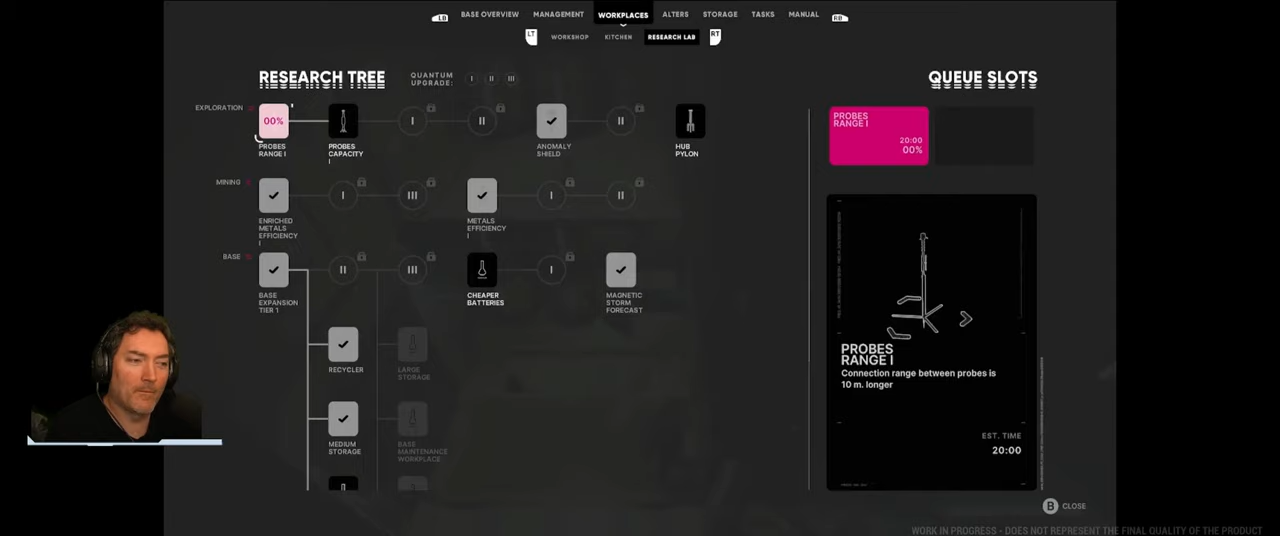 LB BASE OVERVIEW MANAGEMENT WORKPLACES ALTERS STORAGE TASKS MANUAL RB
LT WORKSHOP KITCHEN RESEARCH LAB RT
RESEARCH TREE
QUANTUM
UPGRADE:
I II III
QUEUE SLOTS
EXPLORATION
00%
I
II
II
PROBES
RANGE I
PROBES
CAPACITY
I
ANOMALY
SHIELD
HUB
PYLON
PROBES
RANGE I
20:00
00%
MINING
I
III
I
II
ENRICHED
METALS
EFFICIENCY
I
METALS
EFFICIENCY
I
BASE
II
III
I
BASE
EXPANSION
TIER 1
CHEAPER
BATTERIES
MAGNETIC
STORM
FORECAST
RECYCLER
LARGE
STORAGE
MEDIUM
STORAGE
BASE
MAINTENANCE
WORKPLACE
PROBES
RANGE I
Connection range between probes is
10 m. longer
EST. TIME
20:00
B CLOSE
WORK IN PROGRESS - DOES NOT REPRESENT THE FINAL QUALITY OF THE PRODUCT